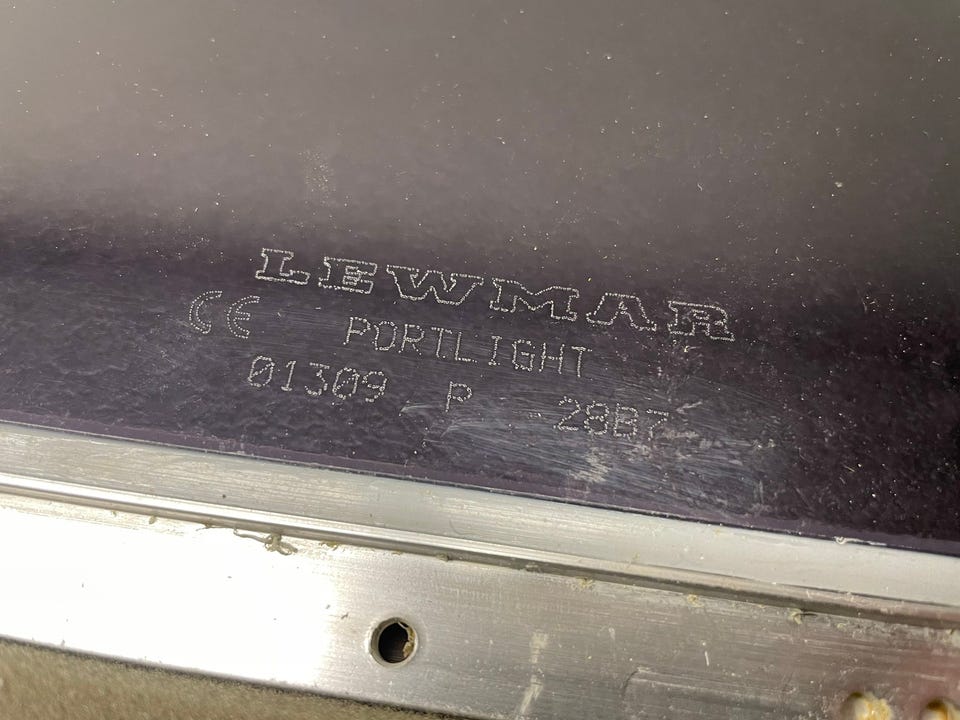 LEWMAR
CE PORTLIGHT
01309 P 28B7